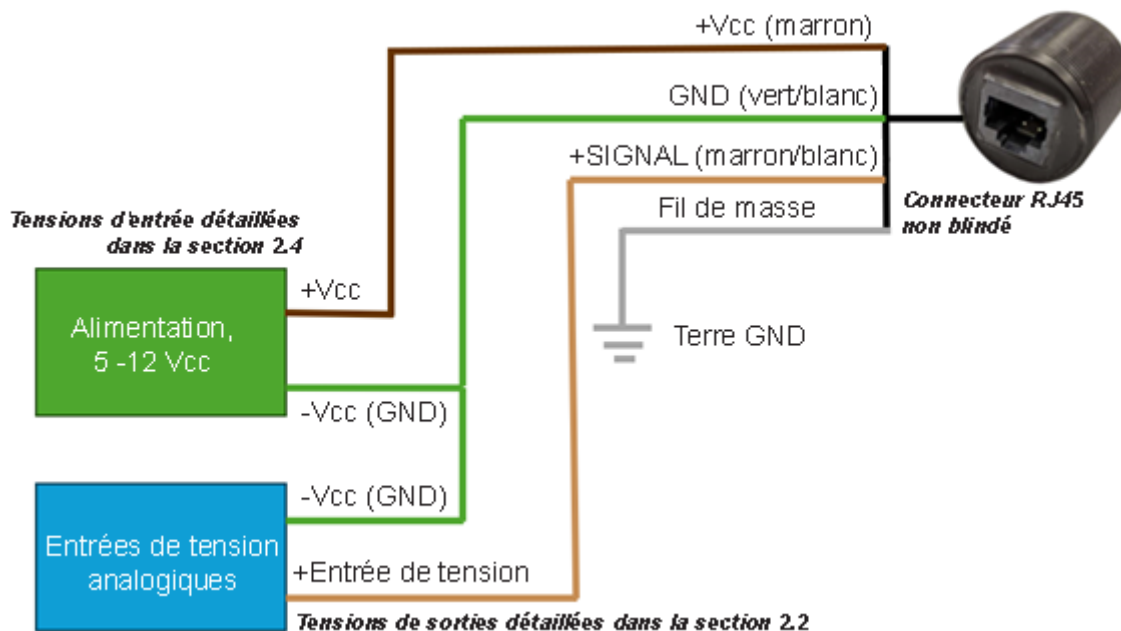 +Vcc (marron)
GND (vert/blanc)
+SIGNAL (marron/blanc)
Fil de masse
Connecteur RJ45
non blindé
Tensions d'entrée détaillées
dans la section 2.4
+Vcc
Alimentation,
5 -12 Vcc
Terre GND
-Vcc (GND)
-Vcc (GND)
Entrées de tension
analogiques
+Entrée de tension
Tensions de sorties détaillées dans la section 2.2